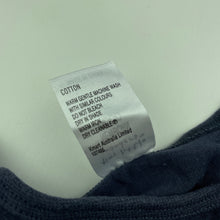 COTTON
WARM GENTLE MACHINE WASH
WITH SIMILAR COLOURS
DO NOT BLEACH
DRY IN SHADE
WARM IRON
DRY CLEANABLE
Kmart Australia Limited